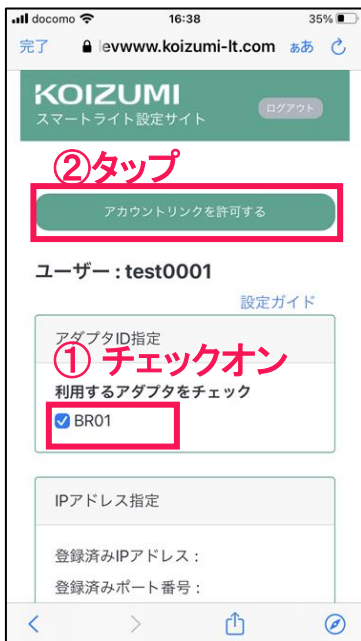 docomo 16:38 35%
完了 levwww.koizumi-lt.com ぁあ
KOIZUMI
スマートライト設定サイト
ログアウト
②タップ
アカウントリンクを許可する
ユーザー : test0001
設定ガイド
アダプタID指定
① チェックオン
利用するアダプタをチェック
BR01
IPアドレス指定
登録済みIPアドレス :
登録済みポート番号 :